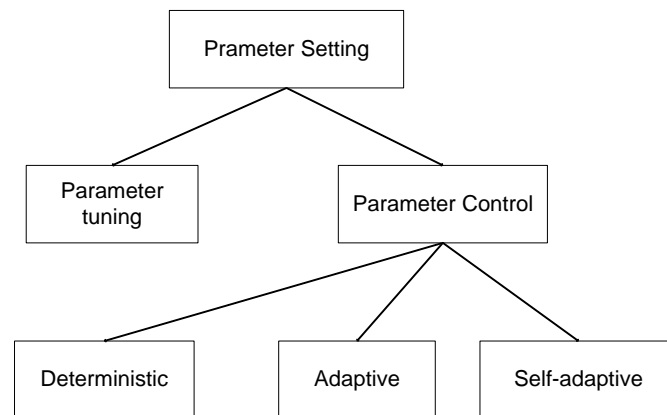 Prameter Setting
Parameter
tuning
Parameter Control
Deterministic
Adaptive
Self-adaptive